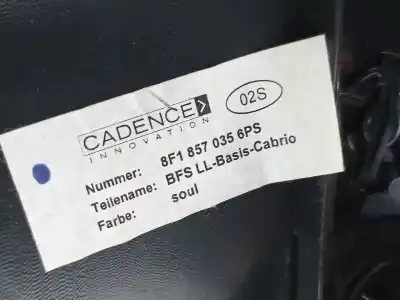 CADENCE
INNOVATION
02S
Nummer: 8F1 857 035 6PS
Teilename: BFS LL-Basis-Cabrio
Farbe: soul